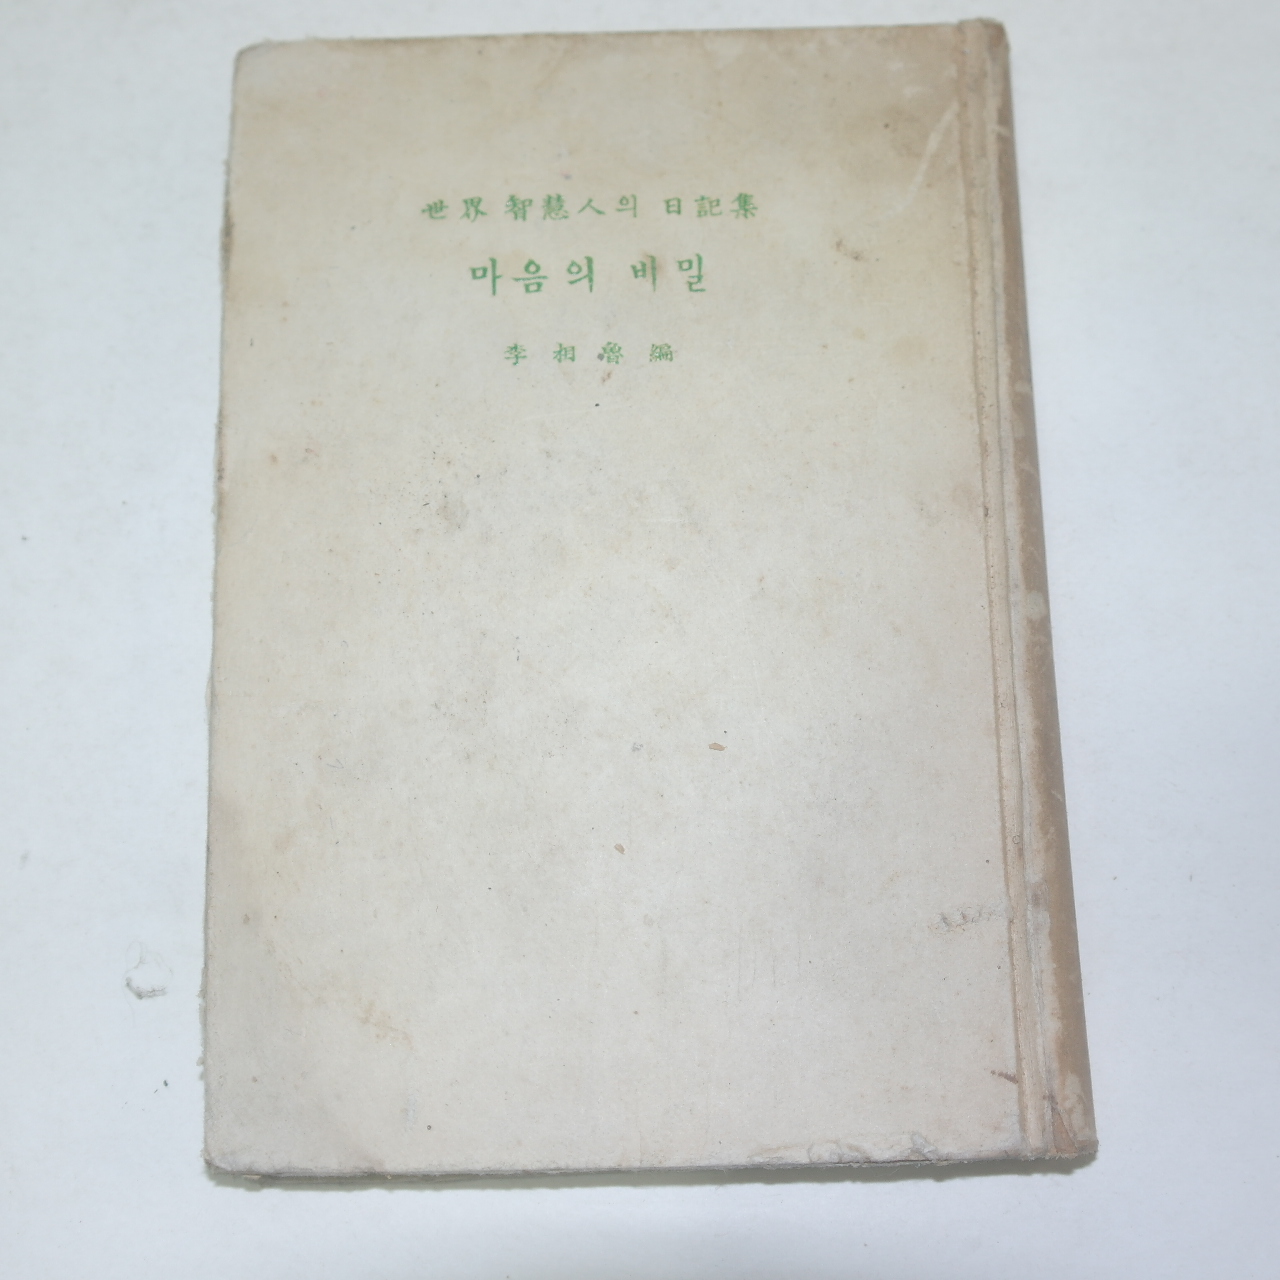 世界 智慧人의 日記集
마음의 비밀
李相魯 編